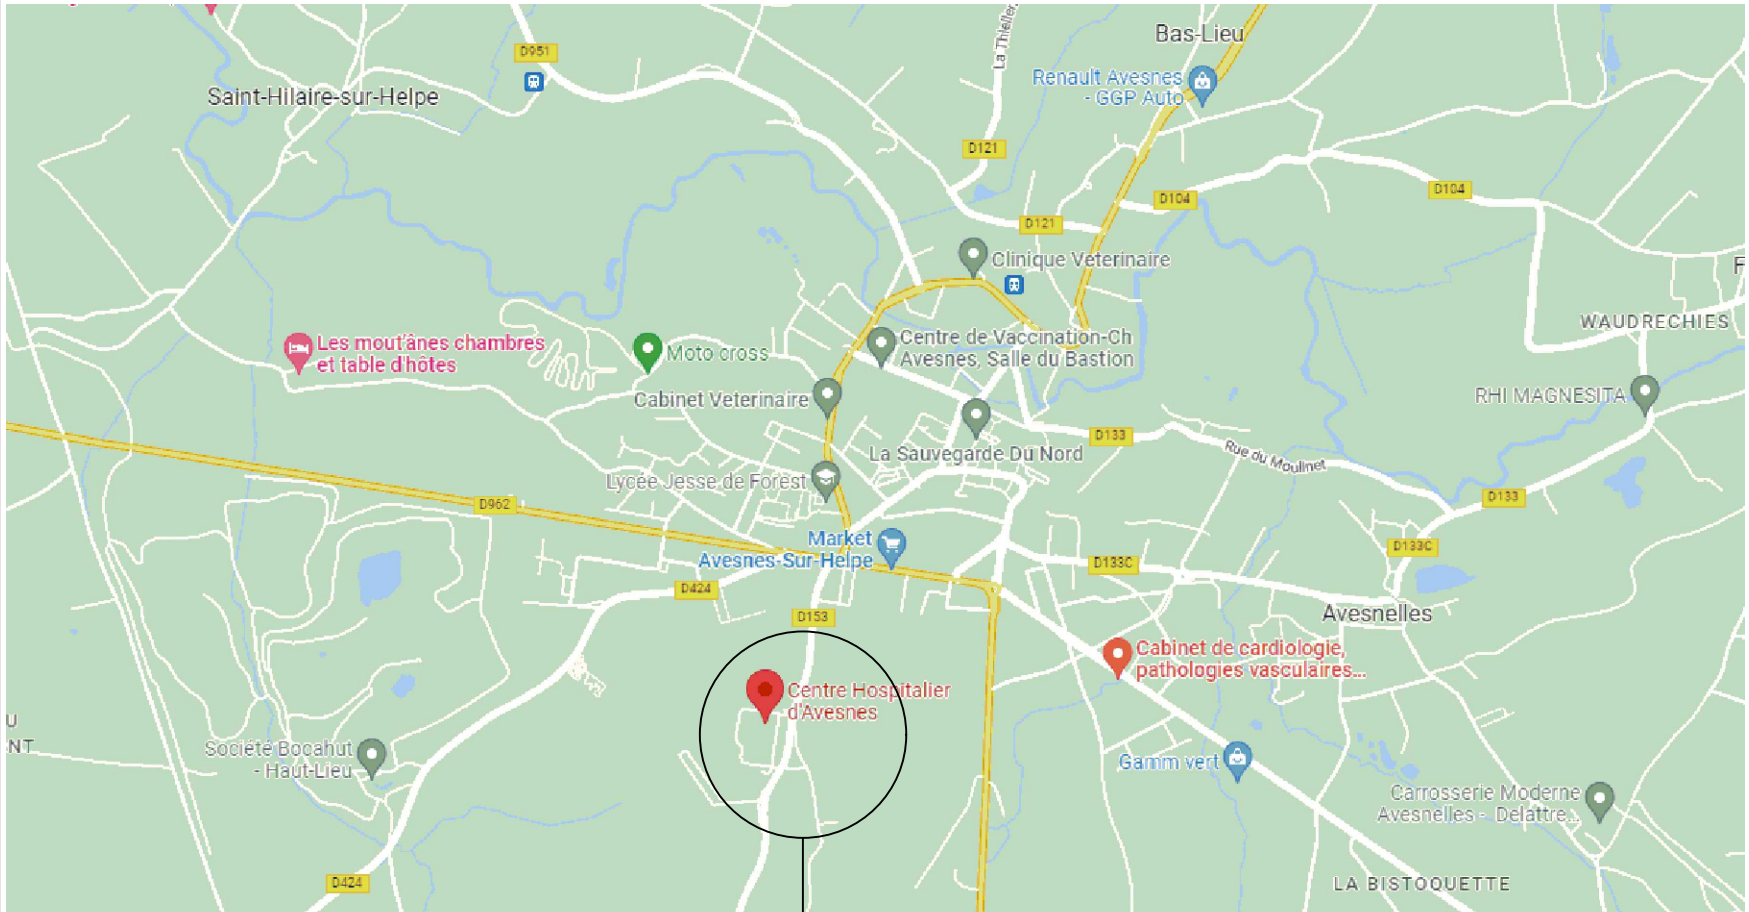 D951
Bas-Lieu
Renault Avesnes
- GGP Auto
Saint-Hilaire-sur-Helpe
D121
D104
D104
D121
Clinique Veterinaire
WAUDRECHIES
Les mout'ânes chambres
et table d'hôtes
Moto cross
Centre de Vaccination-Ch
Avesnes, Salle du Bastion
Cabinet Veterinaire
RHI MAGNESITA
D133
La Sauvegarde Du Nord
Rue du Moulinet
Lycée Jesse de Forest
D962
D133
Market
Avesnes-Sur-Helpe
D133C
D133C
D424
D153
Avesnelles
Cabinet de cardiologie,
pathologies vasculaires...
Centre Hospitalier
d'Avesnes
U
NT
Société Bocahut
- Haut-Lieu
Gamm vert
Carrosserie Moderne
Avesnelles - Delattre...
D424
LA BISTOQUETTE